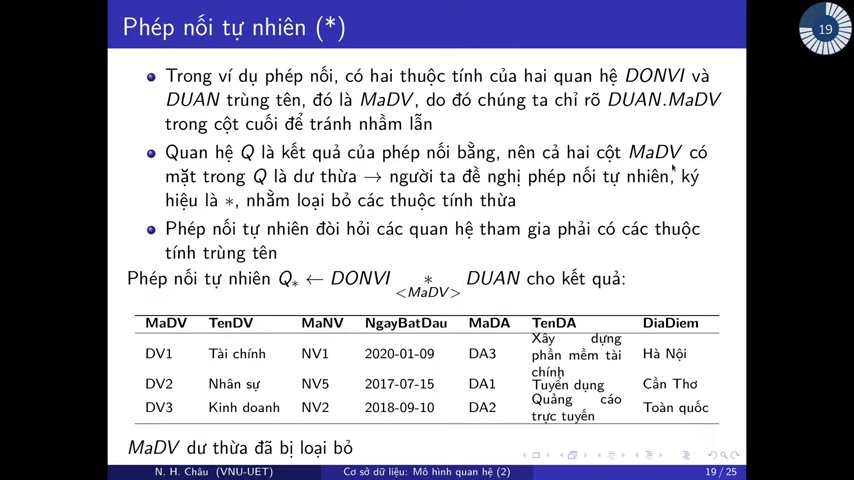 Phép nối tự nhiên (*)
19
Trong ví dụ phép nối, có hai thuộc tính của hai quan hệ DONVI và
DUAN trùng tên, đó là MaDV, do đó chúng ta chỉ rõ DUAN.MaDV
trong cột cuối để tránh nhầm lẫn
Quan hệ Q là kết quả của phép nối bằng, nên cả hai cột MaDV có
mặt trong Q là dư thừa → người ta đề nghị phép nối tự nhiên, ký
hiệu là *, nhằm loại bỏ các thuộc tính thừa
Phép nối tự nhiên đòi hỏi các quan hệ tham gia phải có các thuộc
tính trùng tên
Phép nối tự nhiên Q* ← DONVI * DUAN cho kết quả:
<MaDV>
MaDV TenDV MaNV NgayBatDau MaDA TenDA DiaDiem
DV1 Tài chính NV1 2020-01-09 DA3 Xây dựng phần mềm tài chính Hà Nội
DV2 Nhân sự NV5 2017-07-15 DA1 Tuyển dụng Cần Thơ
DV3 Kinh doanh NV2 2018-09-10 DA2 Quảng cáo trực tuyến Toàn quốc
MaDV dư thừa đã bị loại bỏ
N. H. Châu (VNU-UET) Cơ sở dữ liệu: Mô hình quan hệ (2) 19 / 25